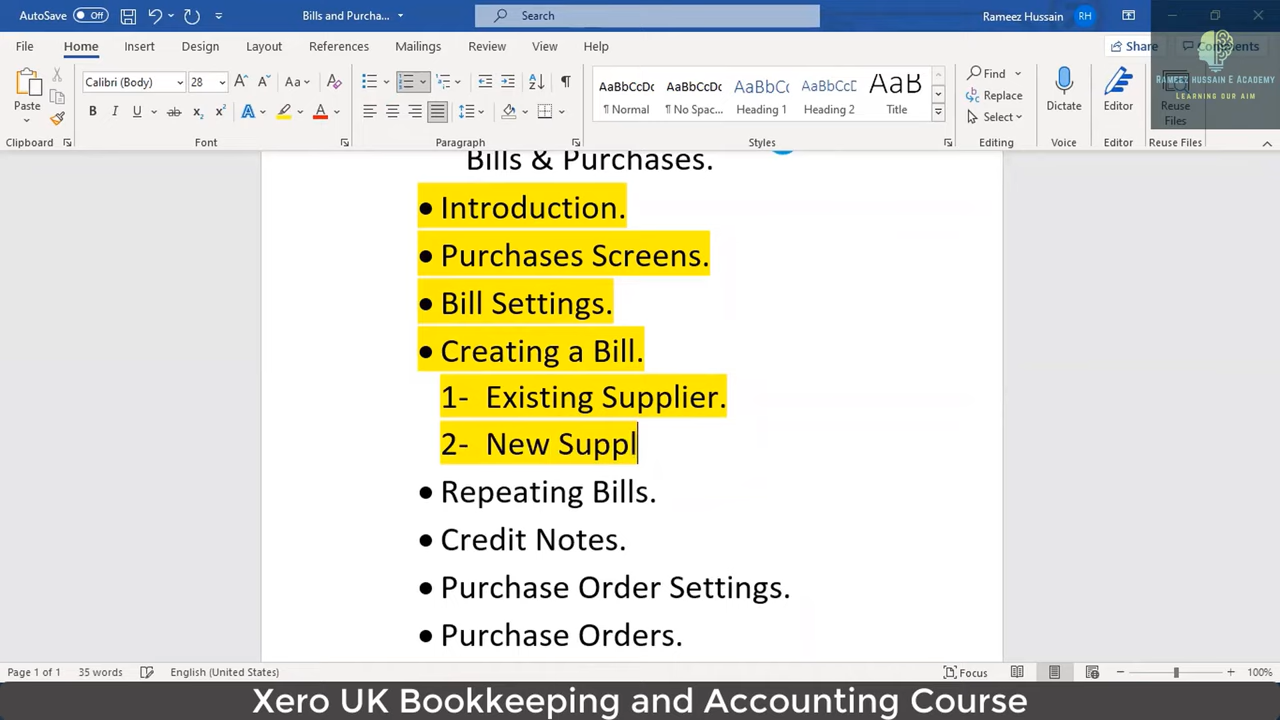 AutoSave Off Bills and Purcha... Search Rameez Hussain RH
File Home Insert Design Layout References Mailings Review View Help Share Comments
RAMEEZ HUSSAIN E ACADEMY
LEARNING OUR AIM
Paste Calibri (Body) 28 Aa
AaBbCcDc AaBbCcDc AaBbCc AaBbCcD AaB
¶ Normal ¶ No Spac... Heading 1 Heading 2 Title
Find
Replace
Select
Dictate Editor Reuse Files
Clipboard Font Paragraph Styles Editing Voice Editor Reuse Files
Bills & Purchases.
• Introduction.
• Purchases Screens.
• Bill Settings.
• Creating a Bill.
1- Existing Supplier.
2- New Suppl
• Repeating Bills.
• Credit Notes.
• Purchase Order Settings.
• Purchase Orders.
Page 1 of 1 35 words English (United States) Focus 100%
Xero UK Bookkeeping and Accounting Course